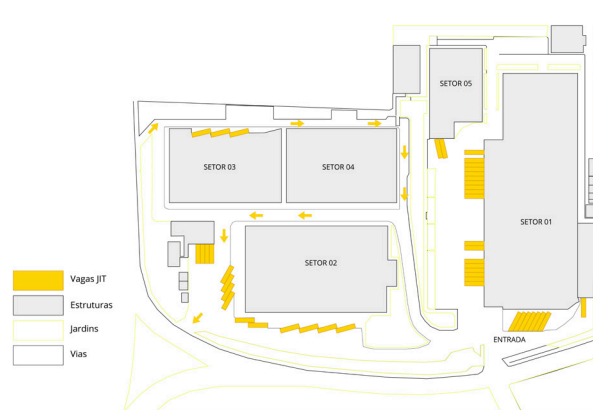 SETOR 05
SETOR 03
SETOR 04
SETOR 01
SETOR 02
Vagas JIT
Estruturas
Jardins
Vias
ENTRADA